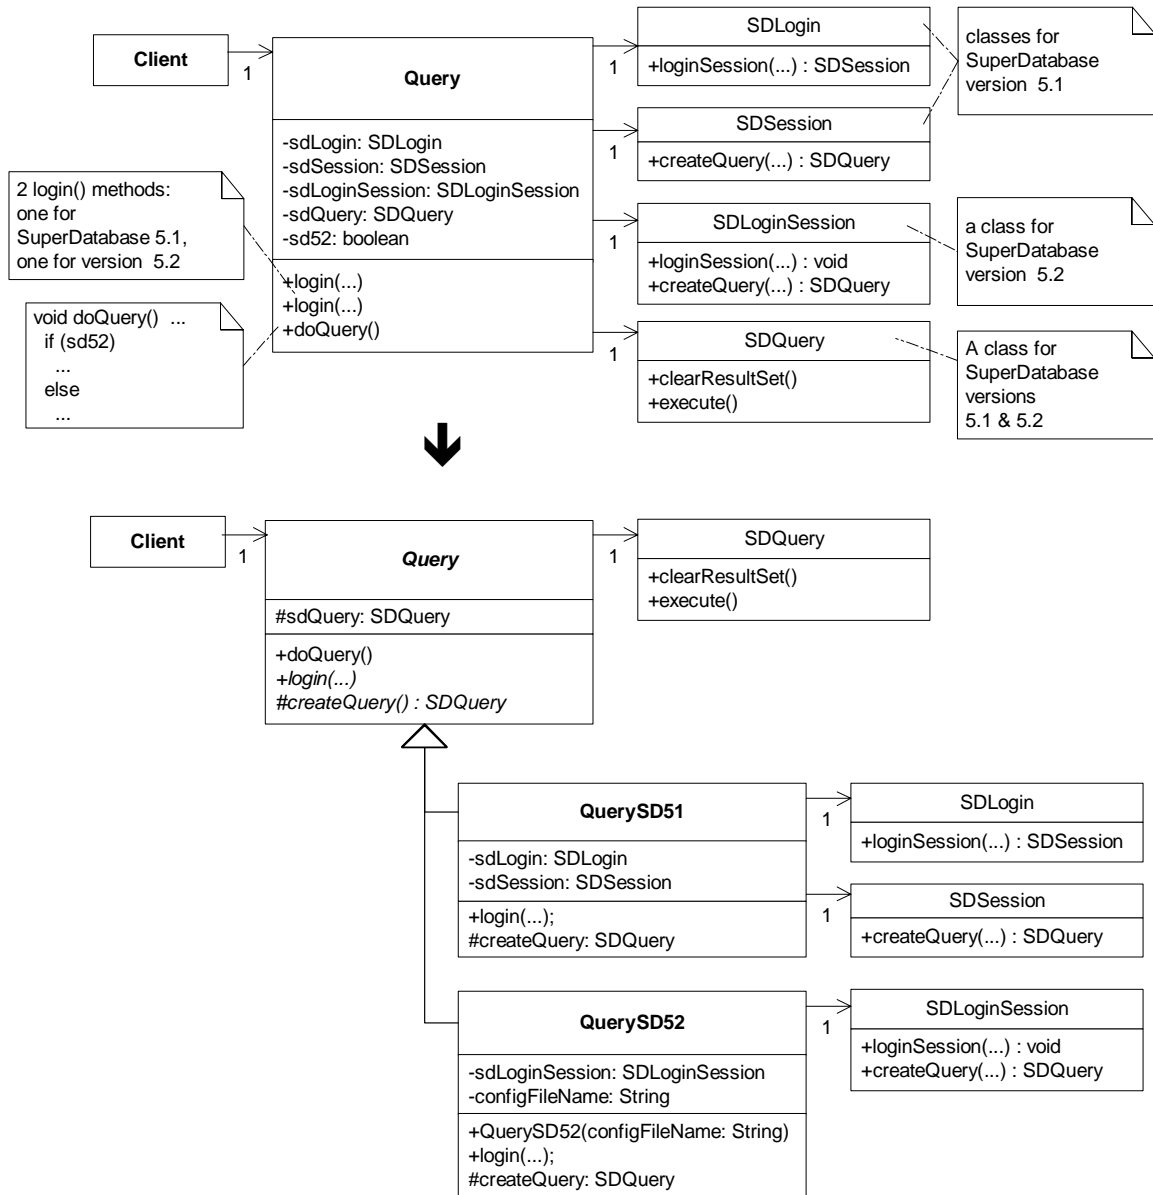 Client
1
Query
-sdLogin: SDLogin
-sdSession: SDSession
-sdLoginSession: SDLoginSession
-sdQuery: SDQuery
-sd52: boolean
+login(...)
+login(...)
+doQuery()
2 login() methods:
one for
SuperDatabase 5.1,
one for version 5.2
void doQuery() ...
if (sd52)
...
else
...
1
SDLogin
+loginSession(...) : SDSession
1
SDSession
+createQuery(...) : SDQuery
1
SDLoginSession
+loginSession(...) : void
+createQuery(...) : SDQuery
1
SDQuery
+clearResultSet()
+execute()
classes for
SuperDatabase
version 5.1
a class for
SuperDatabase
version 5.2
A class for
SuperDatabase
versions
5.1 & 5.2
Client
1
Query
#sdQuery: SDQuery
+doQuery()
+login(...)
#createQuery() : SDQuery
1
SDQuery
+clearResultSet()
+execute()
QuerySD51
-sdLogin: SDLogin
-sdSession: SDSession
+login(...);
#createQuery: SDQuery
1
SDLogin
+loginSession(...) : SDSession
1
SDSession
+createQuery(...) : SDQuery
QuerySD52
-sdLoginSession: SDLoginSession
-configFileName: String
+QuerySD52(configFileName: String)
+login(...);
#createQuery: SDQuery
1
SDLoginSession
+loginSession(...) : void
+createQuery(...) : SDQuery